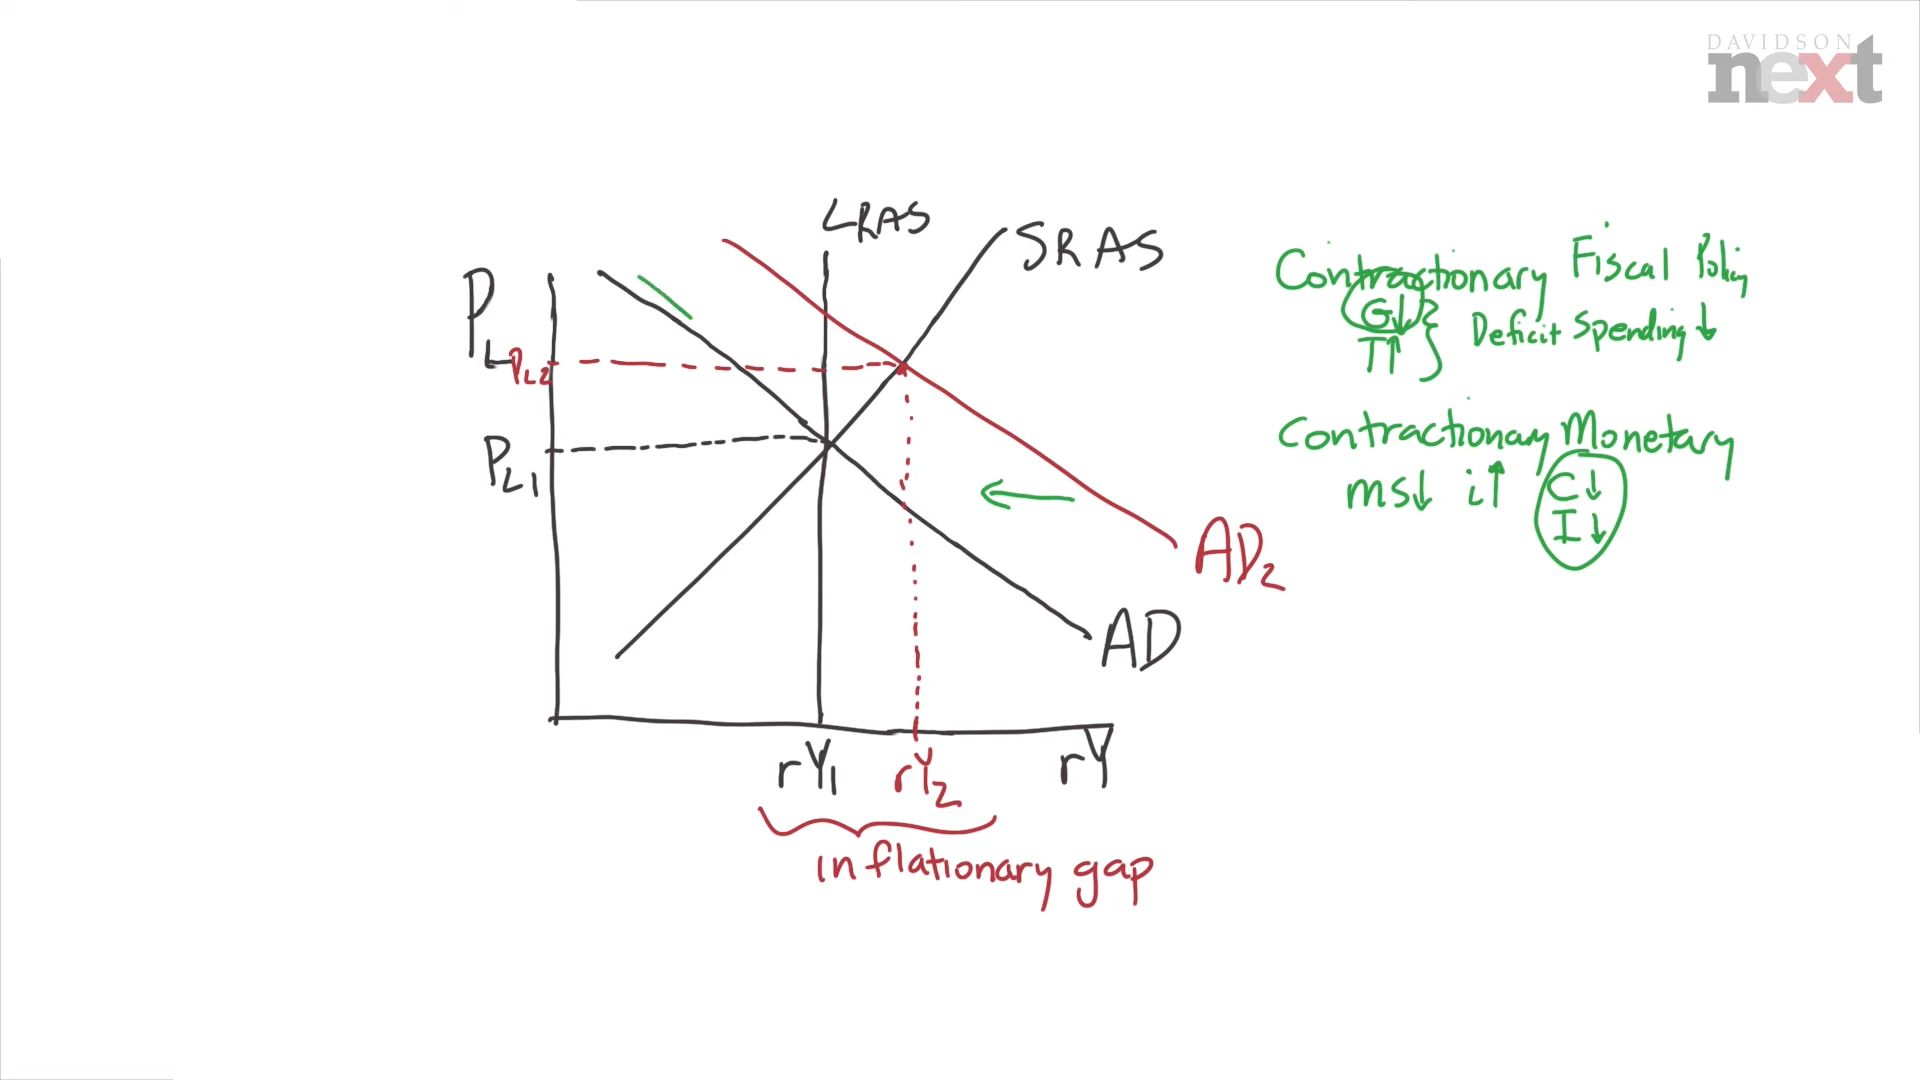 DAVIDSON
next
LRAS
SRAS
PL
PL2
PL1
AD2
AD
rY1
rY2
rY
inflationary gap
Contractionary Fiscal Policy
G↓
T↑
Deficit Spending ↓
Contractionary Monetary
ms↓ i↑ C↓
I↓